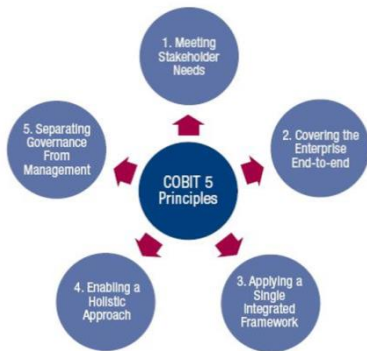 1. Meeting
Stakeholder
Needs
5. Separating
Governance
From
Management
2. Covering the
Enterprise
End-to-end
COBIT 5
Principles
4. Enabling a
Holistic
Approach
3. Applying a
Single
Integrated
Framework